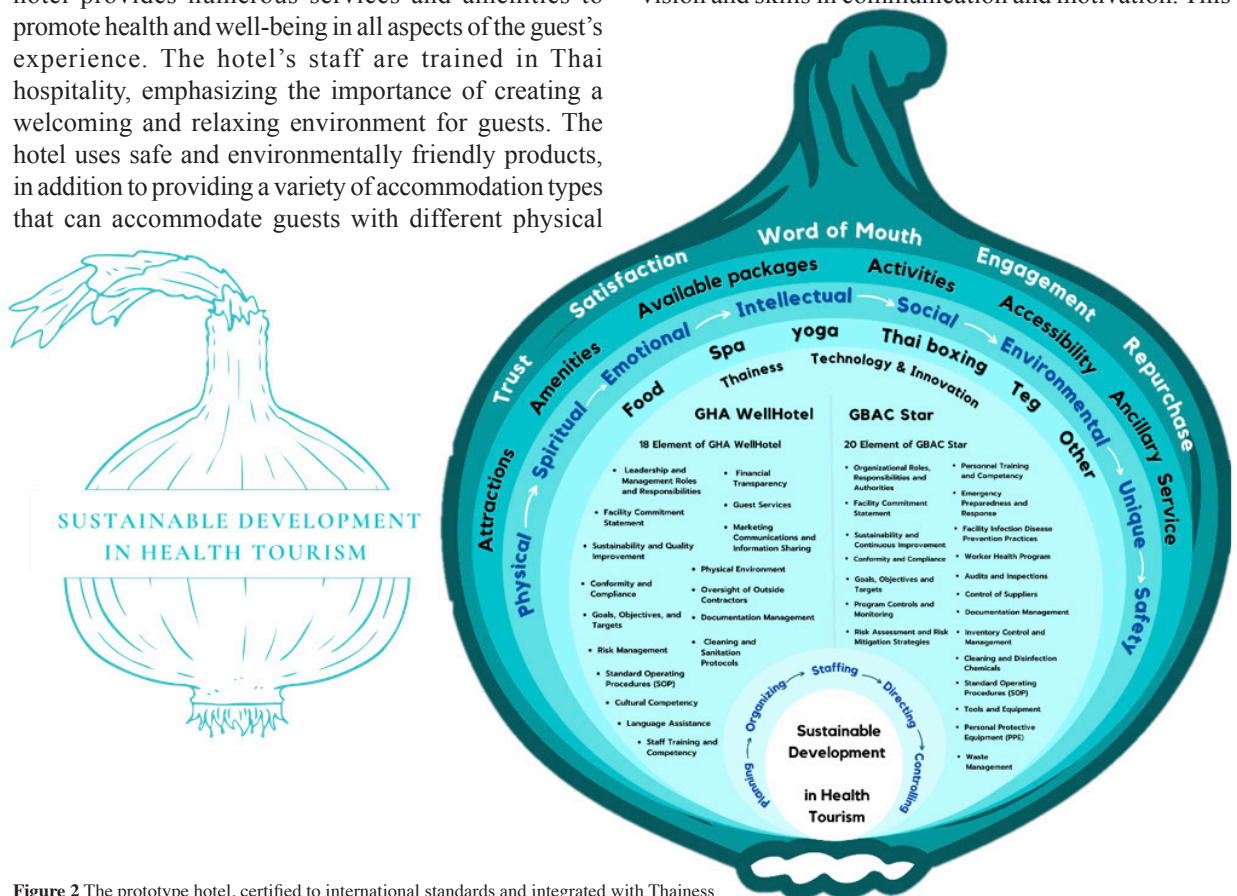 hotel provides numerous services and amenities to
promote health and well-being in all aspects of the guest's
experience. The hotel's staff are trained in Thai
hospitality, emphasizing the importance of creating a
welcoming and relaxing environment for guests. The
hotel uses safe and environmentally friendly products,
in addition to providing a variety of accommodation types
that can accommodate guests with different physical
vision and skills in communication and motivation. This
SUSTAINABLE DEVELOPMENT
IN HEALTH TOURISM
Trust
Satisfaction
Word of Mouth
Engagement
Repurchase
Attractions
Amenities
Available packages
Activities
Accessibility
Ancillary Service
Physical
Spiritual
Emotional
Intellectual
Social
Environmental
Unique
Safety
Food
Spa
yoga
Thai boxing
Teg
Other
Thainess
Technology & Innovation
GHA WellHotel
18 Element of GHA WellHotel
• Leadership and
Management Roles
and Responsibilities
• Facility Commitment
Statement
• Sustainability and Quality
Improvement
• Conformity and
Compliance
• Goals, Objectives, and
Targets
• Risk Management
• Standard Operating
Procedures (SOP)
• Cultural Competency
• Language Assistance
• Staff Training and
Competency
• Financial
Transparency
• Guest Services
• Marketing
Communications and
Information Sharing
• Physical Environment
• Oversight of Outside
Contractors
• Documentation Management
• Cleaning and
Sanitation
Protocols
GBAC Star
20 Element of GBAC Star
• Organizational Roles,
Responsibilities and
Authorities
• Facility Commitment
Statement
• Sustainability and
Continuous Improvement
• Conformity and Compliance
• Goals, Objectives and
Targets
• Program Controls and
Monitoring
• Risk Assessment and Risk
Mitigation Strategies
• Personnel Training
and Competency
• Emergency
Preparedness and
Response
• Facility Infection Disease
Prevention Practices
• Worker Health Program
• Audits and Inspections
• Control of Suppliers
• Documentation Management
• Inventory Control and
Management
• Cleaning and Disinfection
Chemicals
• Standard Operating
Procedures (SOP)
• Tools and Equipment
• Personal Protective
Equipment (PPE)
• Waste
Management
Planning
Organizing
Staffing
Directing
Controlling
Sustainable
Development
in Health
Tourism
Figure 2 The prototype hotel, certified to international standards and integrated with Thainess